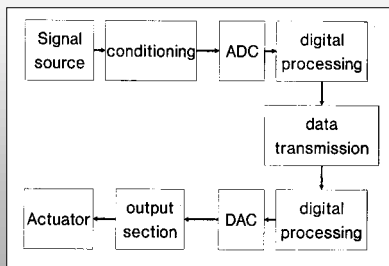 Signal
source
conditioning
ADC
digital
processing
data
transmission
Actuator
output
section
DAC
digital
processing